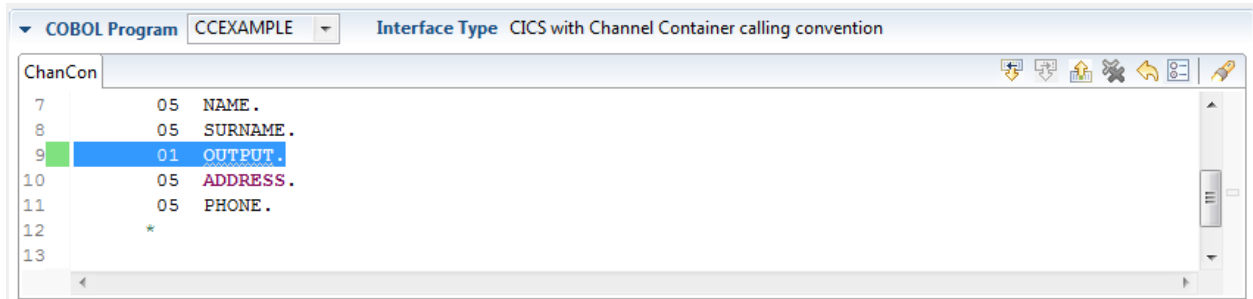 COBOL Program CCEXAMPLE Interface Type CICS with Channel Container calling convention
ChanCon
7 05 NAME.
8 05 SURNAME.
9 01 OUTPUT.
10 05 ADDRESS.
11 05 PHONE.
12 *
13